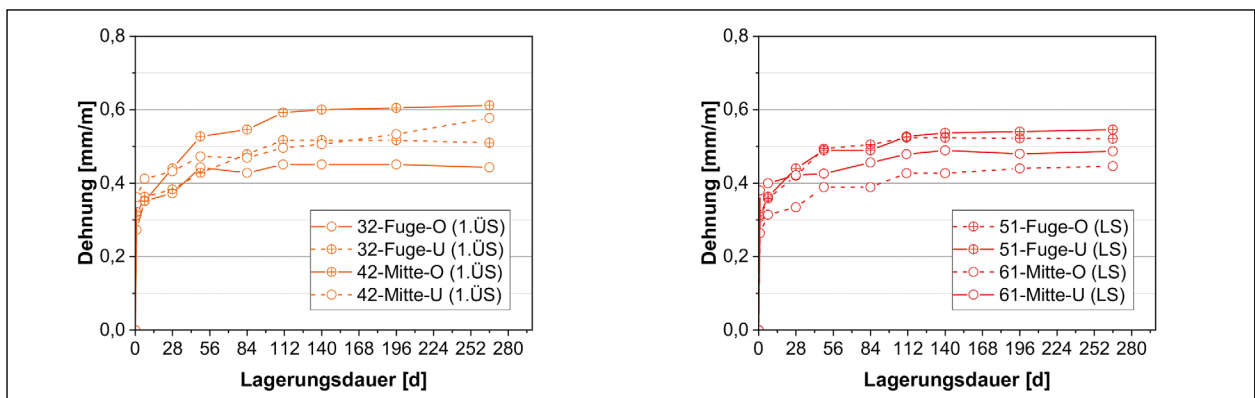 0,8
0,6
0,4
0,2
0,0
Dehnung [mm/m]
32-Fuge-O (1.ÜS)
32-Fuge-U (1.ÜS)
42-Mitte-O (1.ÜS)
42-Mitte-U (1.ÜS)
0 28 56 84 112 140 168 196 224 252 280
Lagerungsdauer [d]
0,8
0,6
0,4
0,2
0,0
Dehnung [mm/m]
51-Fuge-O (LS)
51-Fuge-U (LS)
61-Mitte-O (LS)
61-Mitte-U (LS)
0 28 56 84 112 140 168 196 224 252 280
Lagerungsdauer [d]